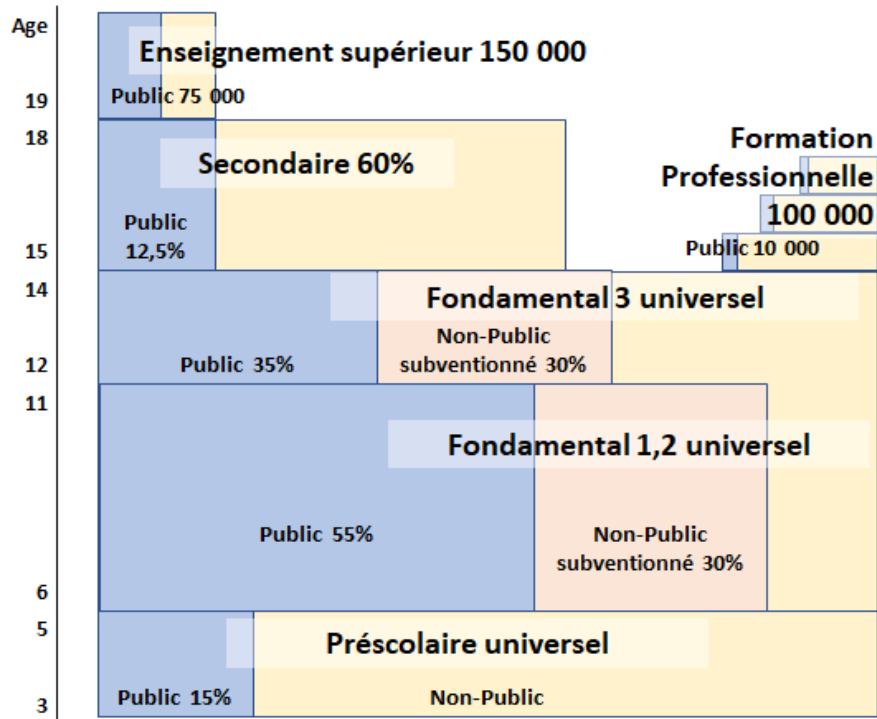 Age
Enseignement supérieur 150 000
19
Public 75 000
18
Formation
Professionnelle
100 000
Secondaire 60%
Public
12,5%
15
Public 10 000
14
Fondamental 3 universel
Non-Public
subventionné 30%
12
Public 35%
11
Fondamental 1,2 universel
Public 55%
Non-Public
subventionné 30%
6
5
Préscolaire universel
3
Public 15%
Non-Public